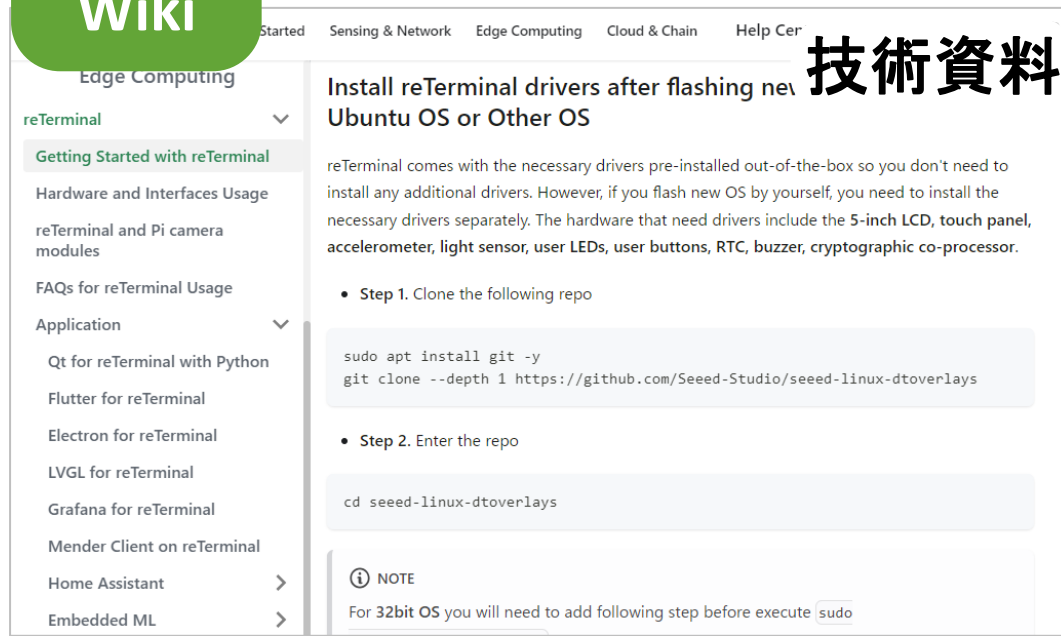 Wiki
技術資料
Started Sensing & Network Edge Computing Cloud & Chain Help
Edge Computing
reTerminal
Getting Started with reTerminal
Hardware and Interfaces Usage
reTerminal and Pi camera
modules
FAQs for reTerminal Usage
Application
Qt for reTerminal with Python
Flutter for reTerminal
Electron for reTerminal
LVGL for reTerminal
Grafana for reTerminal
Mender Client on reTerminal
Home Assistant
Embedded ML
Install reTerminal drivers after flashing
Ubuntu OS or Other OS
reTerminal comes with the necessary drivers pre-installed out-of-the-box so you don't need to
install any additional drivers. However, if you flash new OS by yourself, you need to install the
necessary drivers separately. The hardware that need drivers include the 5-inch LCD, touch panel,
accelerometer, light sensor, user LEDs, user buttons, RTC, buzzer, cryptographic co-processor.
• Step 1. Clone the following repo
sudo apt install git -y
git clone --depth 1 https://github.com/Seeed-Studio/seeed-linux-dtoverlays
• Step 2. Enter the repo
cd seeed-linux-dtoverlays
NOTE
For 32bit OS you will need to add following step before execute sudo